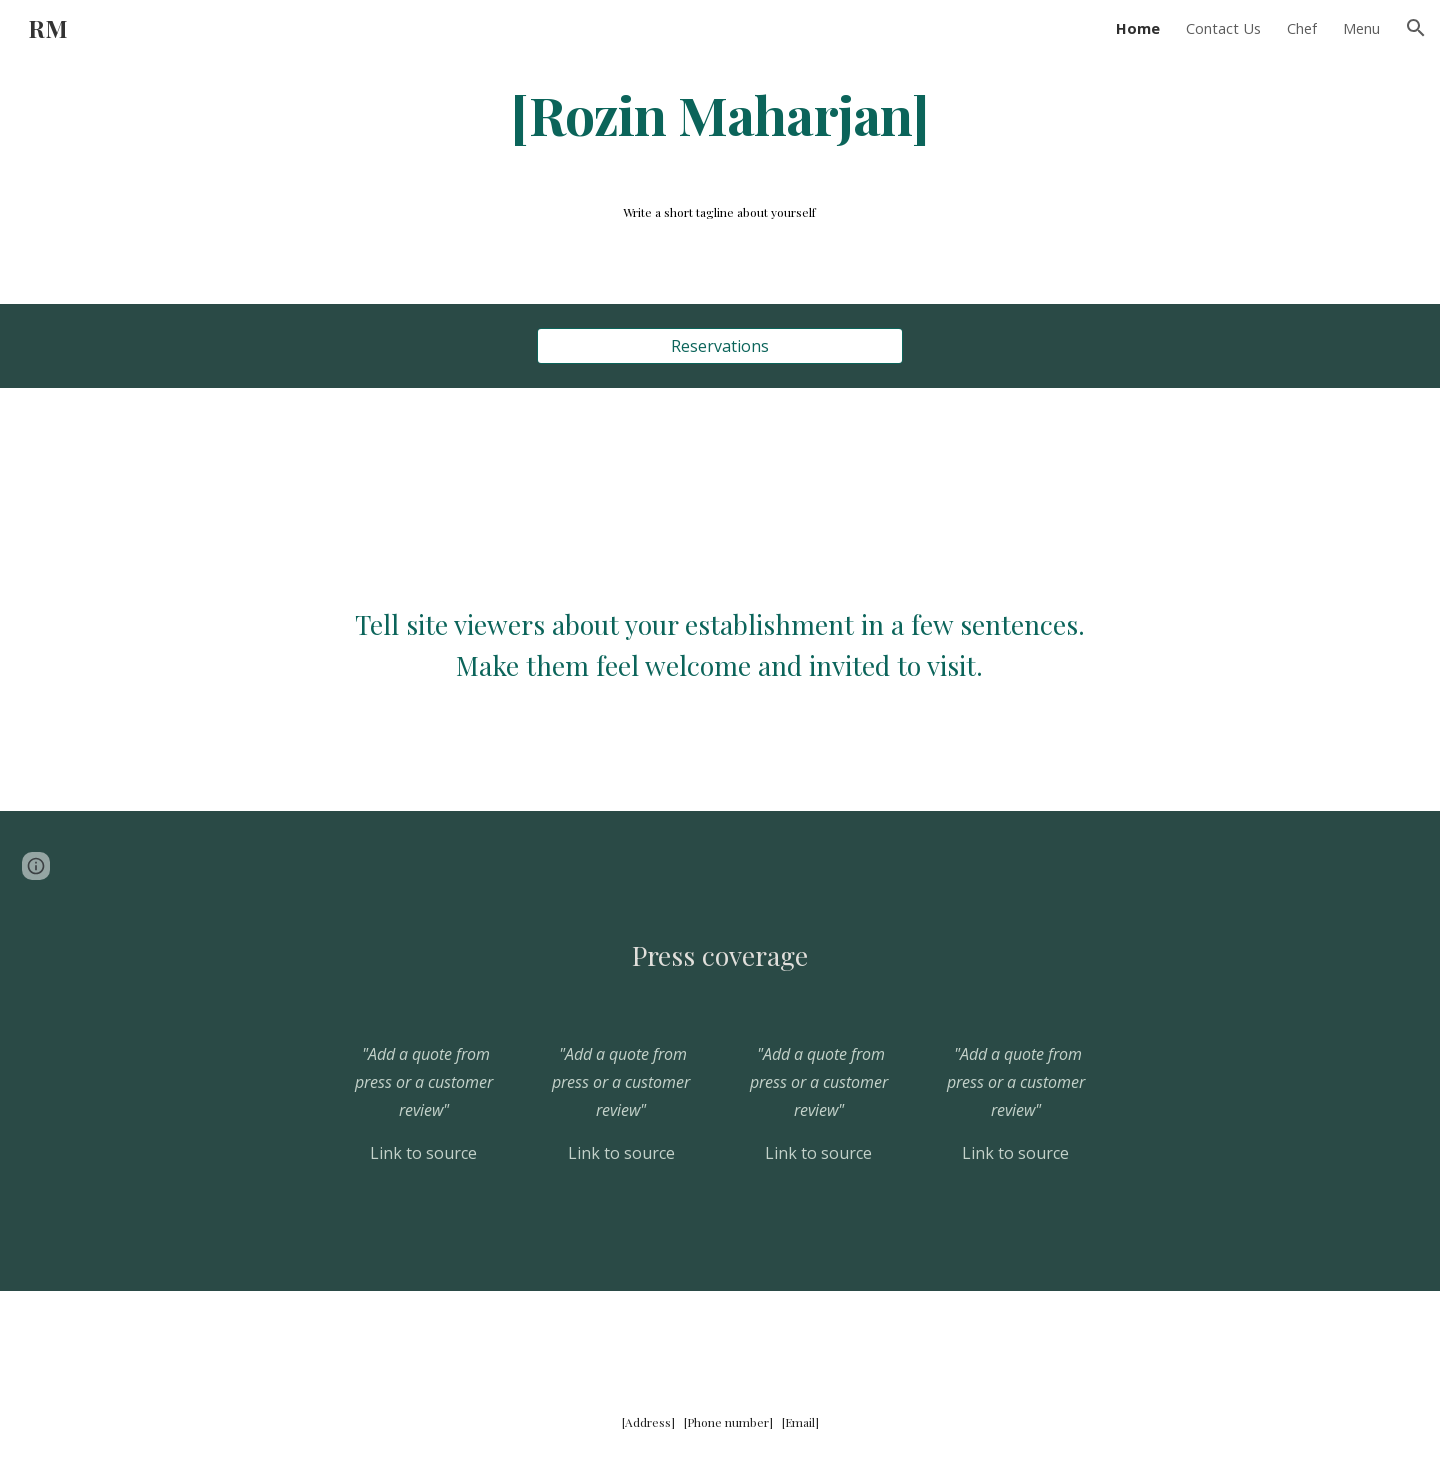 RM
Home Contact Us Chef Menu
[Rozin Maharjan]
Write a short tagline about yourself
Reservations
Tell site viewers about your establishment in a few sentences.
Make them feel welcome and invited to visit.
Press coverage
"Add a quote from
press or a customer
review"
Link to source
"Add a quote from
press or a customer
review"
Link to source
"Add a quote from
press or a customer
review"
Link to source
"Add a quote from
press or a customer
review"
Link to source
[Address] [Phone number] [Email]